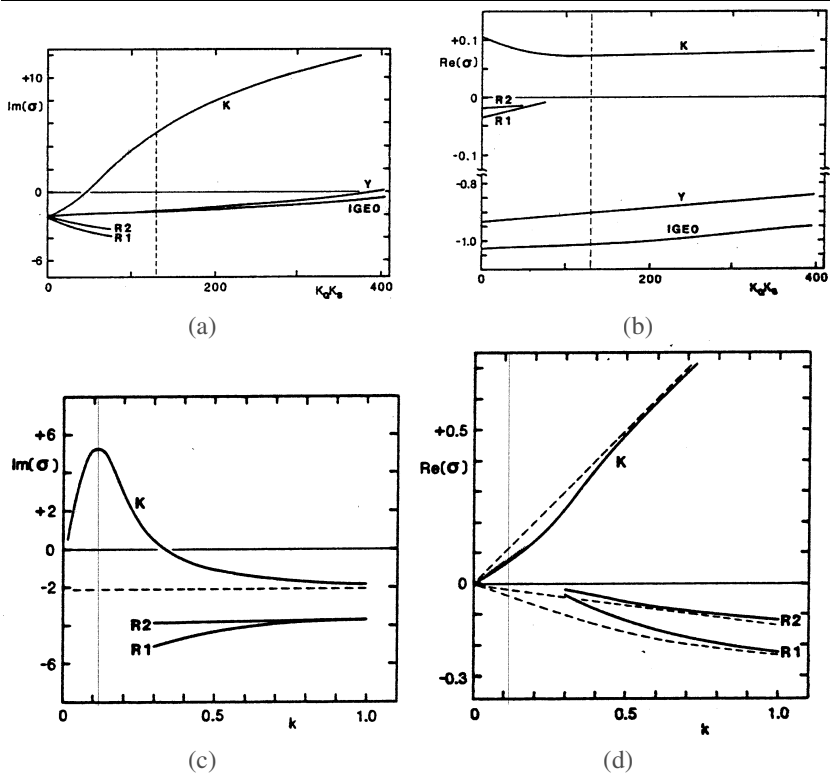 +10
Im(σ)
K
0
Y
IGEO
R2
R1
-6
0
200
KₐKₛ
400
(a)
+0.1
Re(σ)
K
0
R2
R1
-0.1
-0.8
Y
IGEO
-1.0
0
200
KₐKₛ
400
(b)
+6
Im(σ)
K
+2
0
-2
R2
R1
-6
0
0.5
k
1.0
(c)
+0.5
Re(σ)
K
0
R2
R1
-0.3
0
0.5
k
1.0
(d)